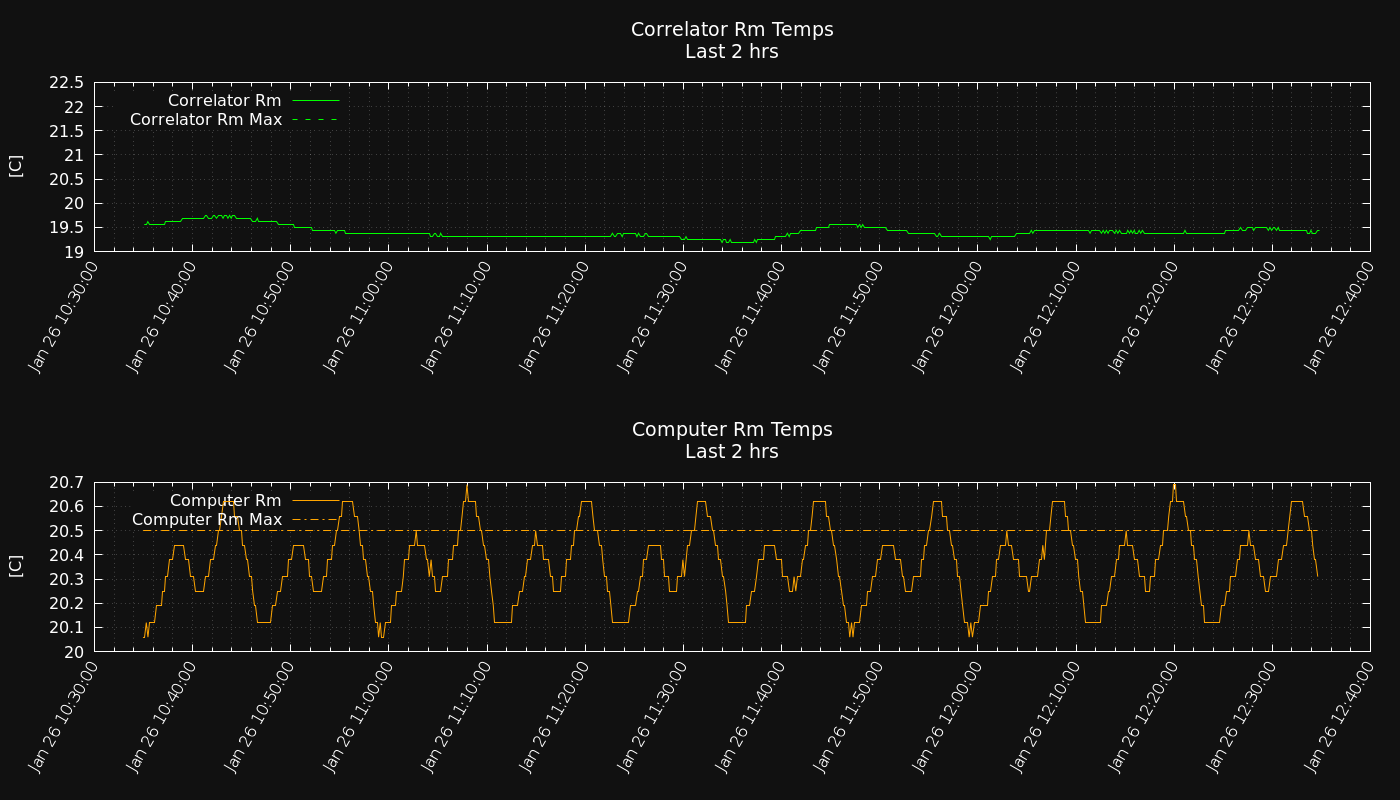 Correlator Rm Temps
Last 2 hrs
22.5
22
21.5
21
20.5
20
19.5
19
[C]
Correlator Rm
Correlator Rm Max
Jan 26 10:30:00
Jan 26 10:40:00
Jan 26 10:50:00
Jan 26 11:00:00
Jan 26 11:10:00
Jan 26 11:20:00
Jan 26 11:30:00
Jan 26 11:40:00
Jan 26 11:50:00
Jan 26 12:00:00
Jan 26 12:10:00
Jan 26 12:20:00
Jan 26 12:30:00
Jan 26 12:40:00
Computer Rm Temps
Last 2 hrs
20.7
20.6
20.5
20.4
20.3
20.2
20.1
20
[C]
Computer Rm
Computer Rm Max
Jan 26 10:30:00
Jan 26 10:40:00
Jan 26 10:50:00
Jan 26 11:00:00
Jan 26 11:10:00
Jan 26 11:20:00
Jan 26 11:30:00
Jan 26 11:40:00
Jan 26 11:50:00
Jan 26 12:00:00
Jan 26 12:10:00
Jan 26 12:20:00
Jan 26 12:30:00
Jan 26 12:40:00